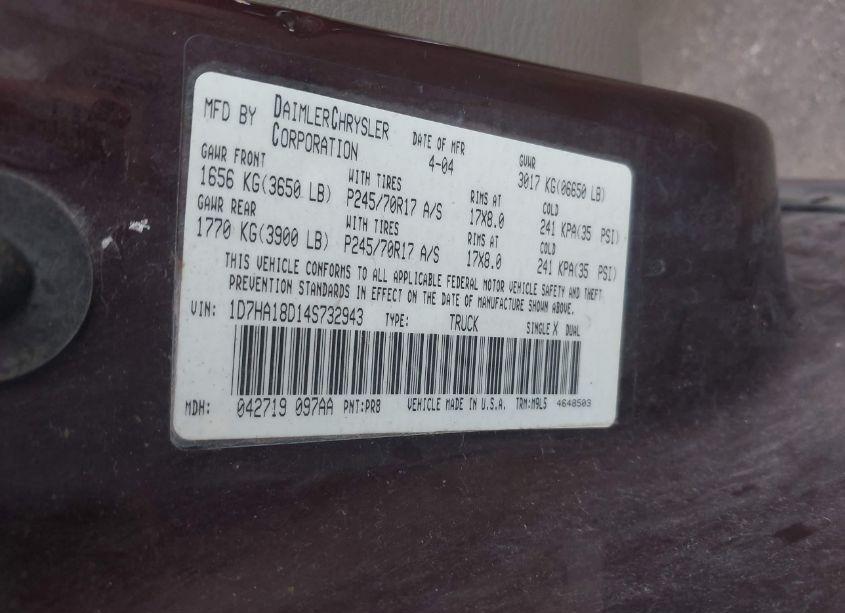 MFD BY DAIMLERCHRYSLER CORPORATION DATE OF MFR 4-04 GVWR 3017 KG(06650 LB)
GAWR FRONT WITH TIRES RIMS AT COLD
1656 KG(3650 LB) P245/70R17 A/S 17X8.0 241 KPA(35 PSI)
GAWR REAR WITH TIRES RIMS AT COLD
1770 KG(3900 LB) P245/70R17 A/S 17X8.0 241 KPA(35 PSI)
THIS VEHICLE CONFORMS TO ALL APPLICABLE FEDERAL MOTOR VEHICLE SAFETY AND THEFT
PREVENTION STANDARDS IN EFFECT ON THE DATE OF MANUFACTURE SHOWN ABOVE.
VIN: 1D7HA18D14S732943 TYPE: TRUCK SINGLE X DUAL
MDH: 042719 097AA PNT:PR8 VEHICLE MADE IN U.S.A. TRM:M9L5 4648503